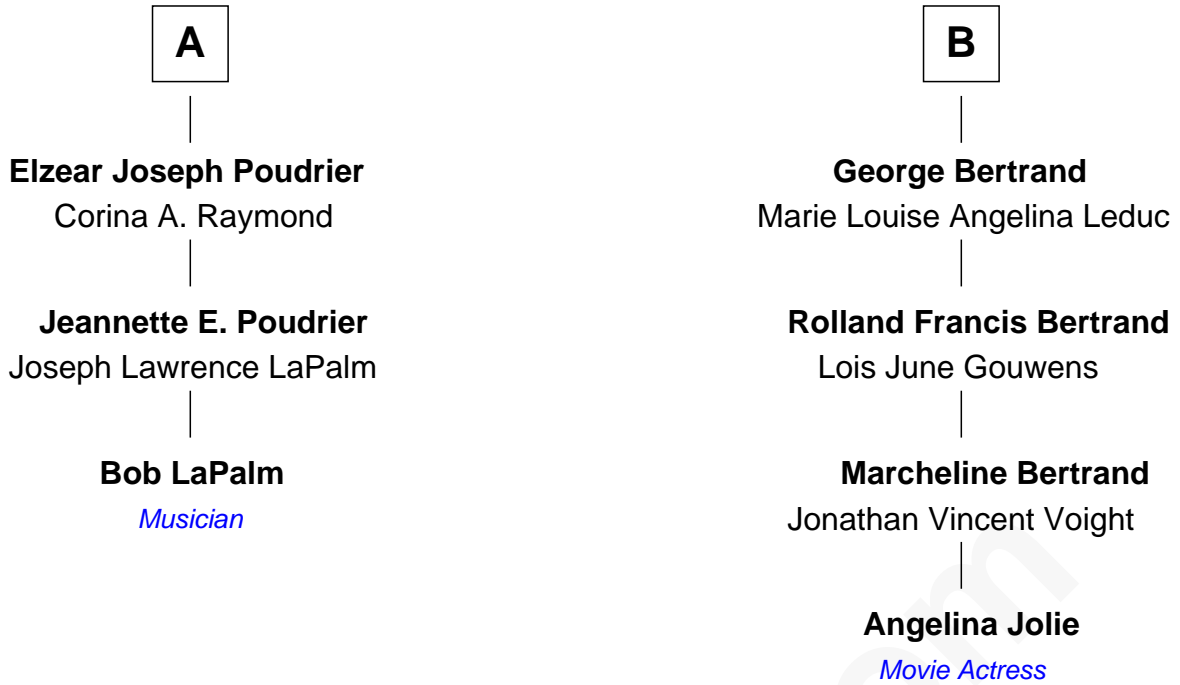 A
Elzear Joseph Poudrier
Corina A. Raymond
Jeannette E. Poudrier
Joseph Lawrence LaPalm
Bob LaPalm
Musician
B
George Bertrand
Marie Louise Angelina Leduc
Rolland Francis Bertrand
Lois June Gouwens
Marcheline Bertrand
Jonathan Vincent Voight
Angelina Jolie
Movie Actress